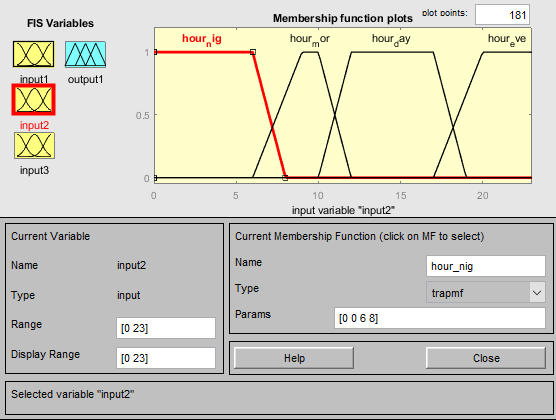 FIS Variables
Membership function plots
plot points: 181
hour_nig hour_mor hour_day hour_eve
1
0.5
0
0 5 10 15 20
input variable "input2"
input1 output1
input2
input3
Current Variable
Name input2
Type input
Range [0 23]
Display Range [0 23]
Current Membership Function (click on MF to select)
Name hour_nig
Type trapmf
Params [0 0 6 8]
Help Close
Selected variable "input2"